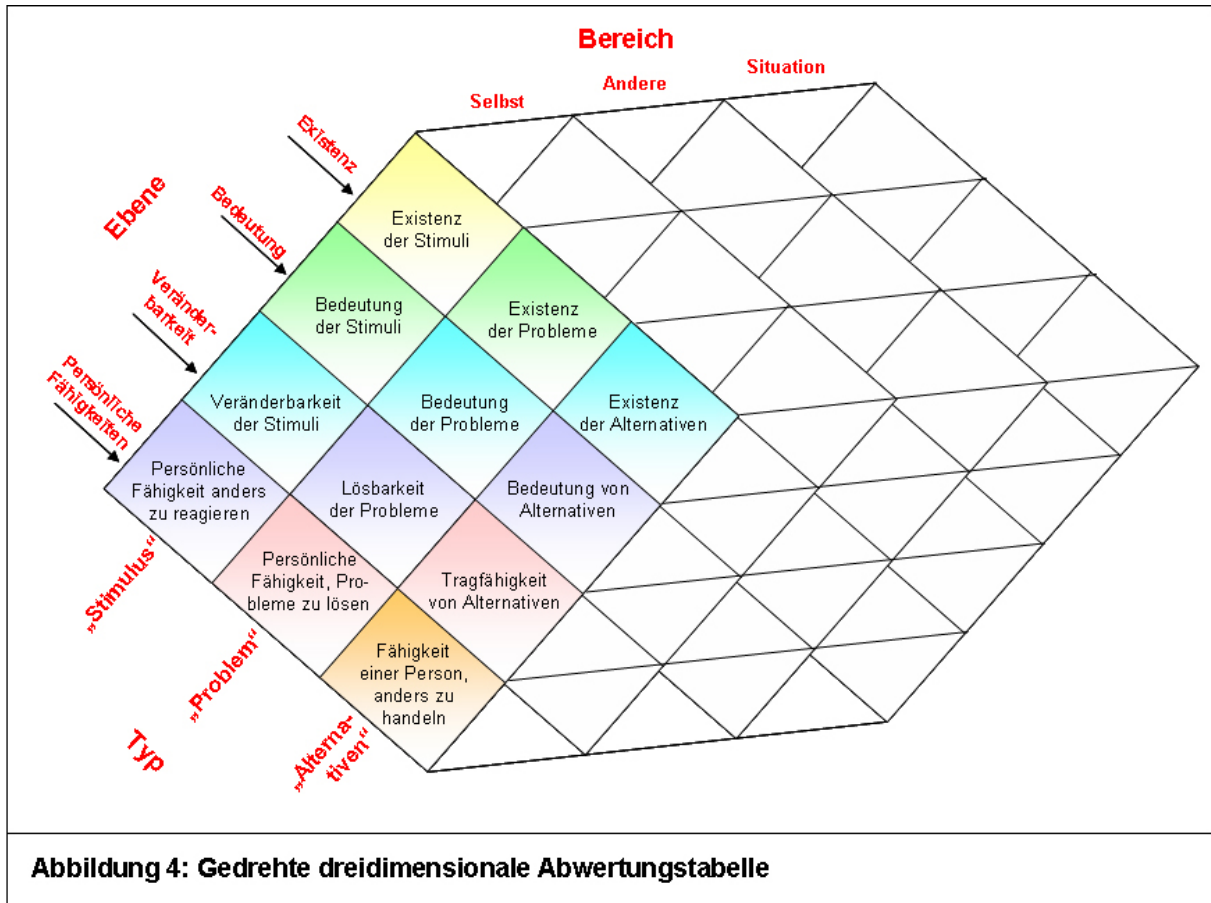 Bereich
Selbst
Andere
Situation
Ebene
Existenz
Bedeutung
Veränder-
barkeit
Persönliche
Fähigkeiten
Existenz
der Stimuli
Bedeutung
der Stimuli
Existenz
der Probleme
Veränderbarkeit
der Stimuli
Bedeutung
der Probleme
Existenz
der Alternativen
Persönliche
Fähigkeit anders
zu reagieren
Lösbarkeit
der Probleme
Bedeutung von
Alternativen
Persönliche
Fähigkeit, Pro-
bleme zu lösen
Tragfähigkeit
von Alternativen
Fähigkeit
einer Person,
anders zu
handeln
„Stimulus“
„Problem“
„Alterna-
tiven“
Typ
Abbildung 4: Gedrehte dreidimensionale Abwertungstabelle